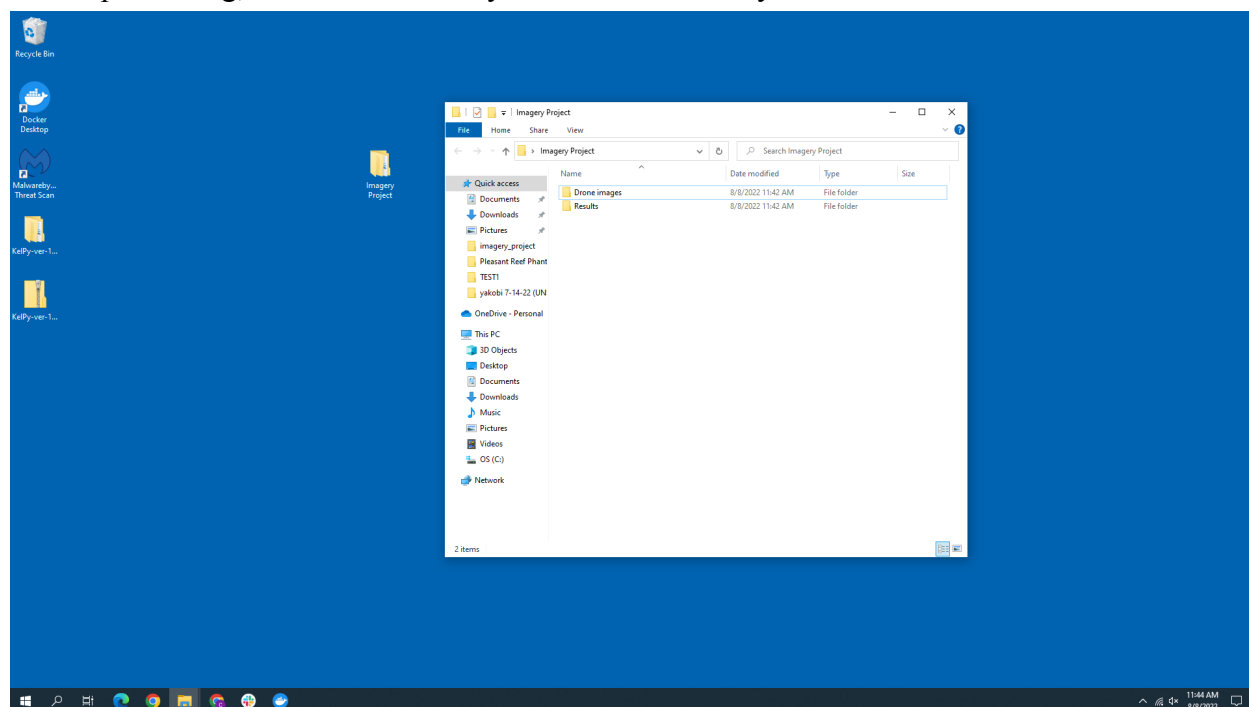 Recycle Bin
Docker
Desktop
Malwareby...
Threat Scan
KelPy-ver-1...
KelPy-ver-1...
Imagery
Project
Imagery Project
File Home Share View
Imagery Project
Search Imagery Project
Name Date modified Type Size
Drone images 8/8/2022 11:42 AM File folder
Results 8/8/2022 11:42 AM File folder
Quick access
Documents
Downloads
Pictures
imagery_project
Pleasant Reef Phant
TEST1
yakobi 7-14-22 (UN
OneDrive - Personal
This PC
3D Objects
Desktop
Documents
Downloads
Music
Pictures
Videos
OS (C:)
Network
2 items
11:44 AM
8/8/2022